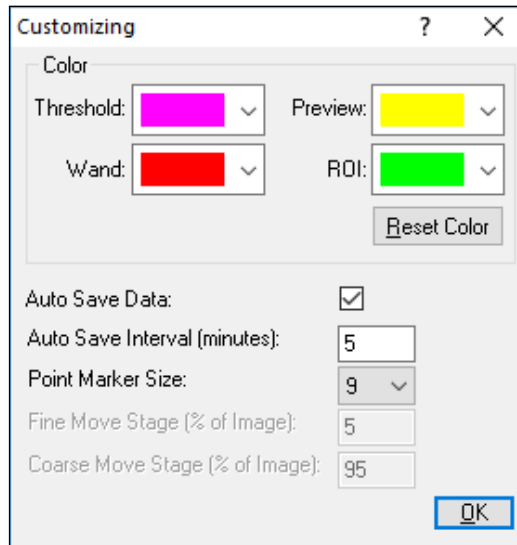 Customizing ?
Color
Threshold: Preview:
Wand: ROI:
Reset Color
Auto Save Data:
Auto Save Interval (minutes): 5
Point Marker Size: 9
Fine Move Stage (% of Image): 5
Coarse Move Stage (% of Image): 95
OK